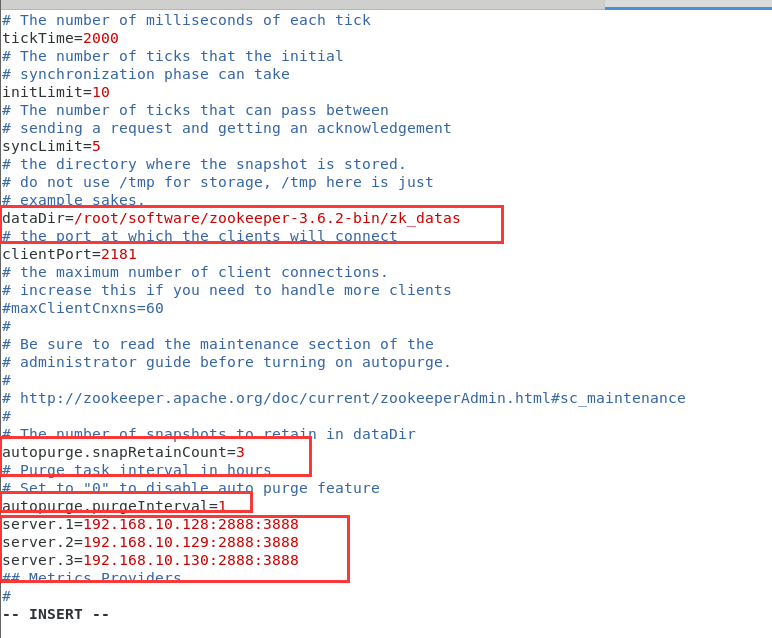 # The number of milliseconds of each tick
tickTime=2000
# The number of ticks that the initial
# synchronization phase can take
initLimit=10
# The number of ticks that can pass between
# sending a request and getting an acknowledgement
syncLimit=5
# the directory where the snapshot is stored.
# do not use /tmp for storage, /tmp here is just
# example sakes.
dataDir=/root/software/zookeeper-3.6.2-bin/zk_datas
# the port at which the clients will connect
clientPort=2181
# the maximum number of client connections.
# increase this if you need to handle more clients
#maxClientCnxns=60
#
# Be sure to read the maintenance section of the
# administrator guide before turning on autopurge.
#
# http://zookeeper.apache.org/doc/current/zookeeperAdmin.html#sc_maintenance
#
# The number of snapshots to retain in dataDir
autopurge.snapRetainCount=3
# Purge task interval in hours
# Set to "0" to disable auto purge feature
autopurge.purgeInterval=1
server.1=192.168.10.128:2888:3888
server.2=192.168.10.129:2888:3888
server.3=192.168.10.130:2888:3888
## Metrics Providers
#
-- INSERT --